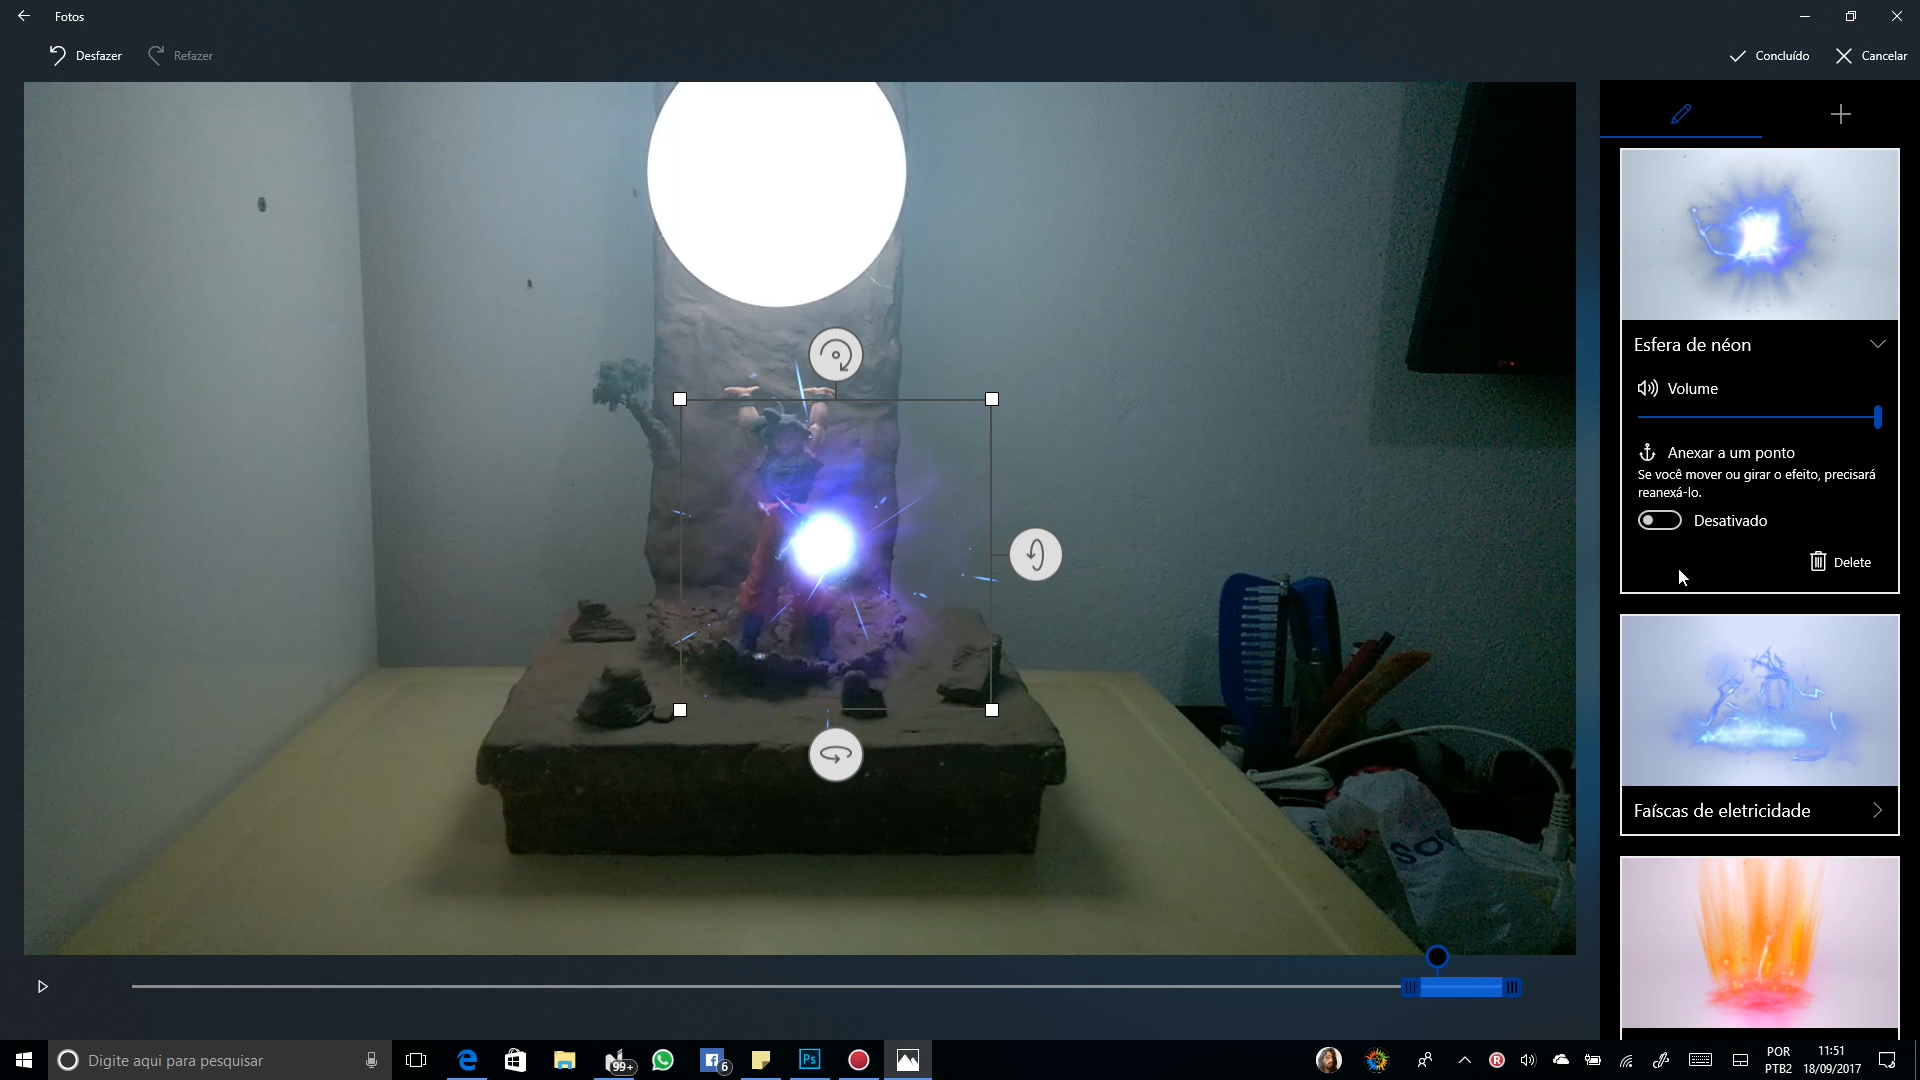 Fotos
Desfazer
Refazer
Concluído
Cancelar
Esfera de néon
Volume
Anexar a um ponto
Se você mover ou girar o efeito, precisará
reanexá-lo.
Desativado
Delete
Faíscas de eletricidade
Digite aqui para pesquisar
99+
6
Ps
R
POR
PTB2
11:51
18/09/2017